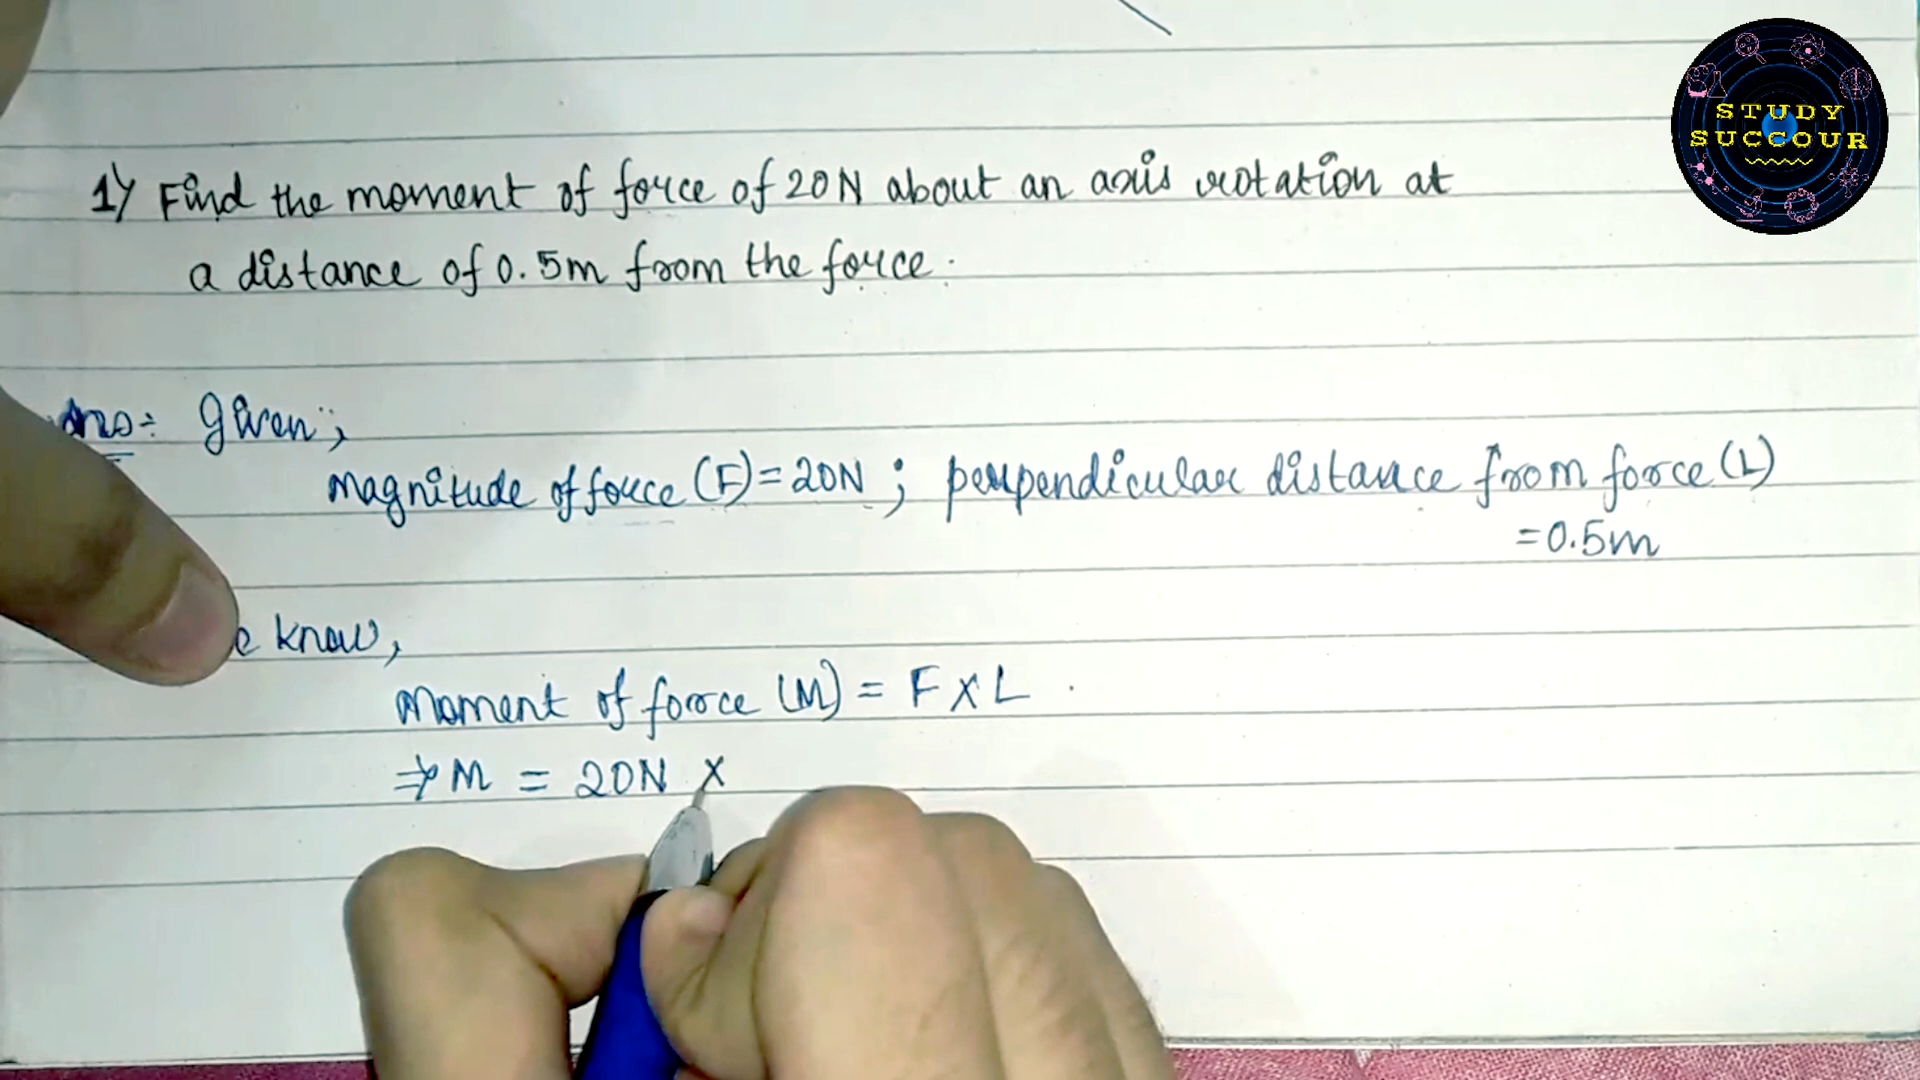 1) Find the moment of force of 20N about an axis rotation at
a distance of 0.5m from the force.
Ans:- Given;
magnitude of force (F) = 20N ; perpendicular distance from force (L)
= 0.5m
e know,
Moment of force (M) = F X L
⇒ M = 20N X
STUDY
SUCCOUR